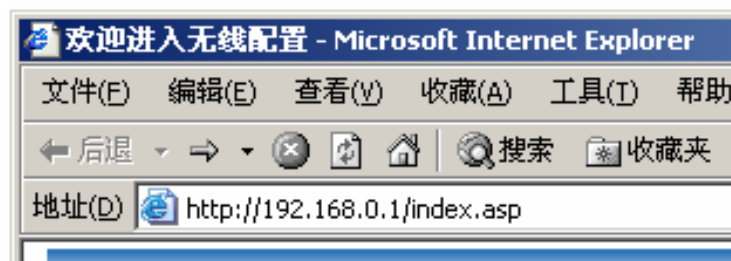 欢迎进入无线配置 - Microsoft Internet Explorer
文件(F) 编辑(E) 查看(V) 收藏(A) 工具(T) 帮助
后退 搜索 收藏夹
地址(D) http://192.168.0.1/index.asp